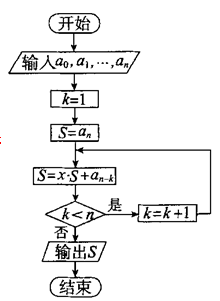 开始
输入a₀,a₁,…,aₙ
k=1
S=aₙ
S=x·S+aₙ₋ₖ
k<n
是
k=k+1
否
输出S
结束